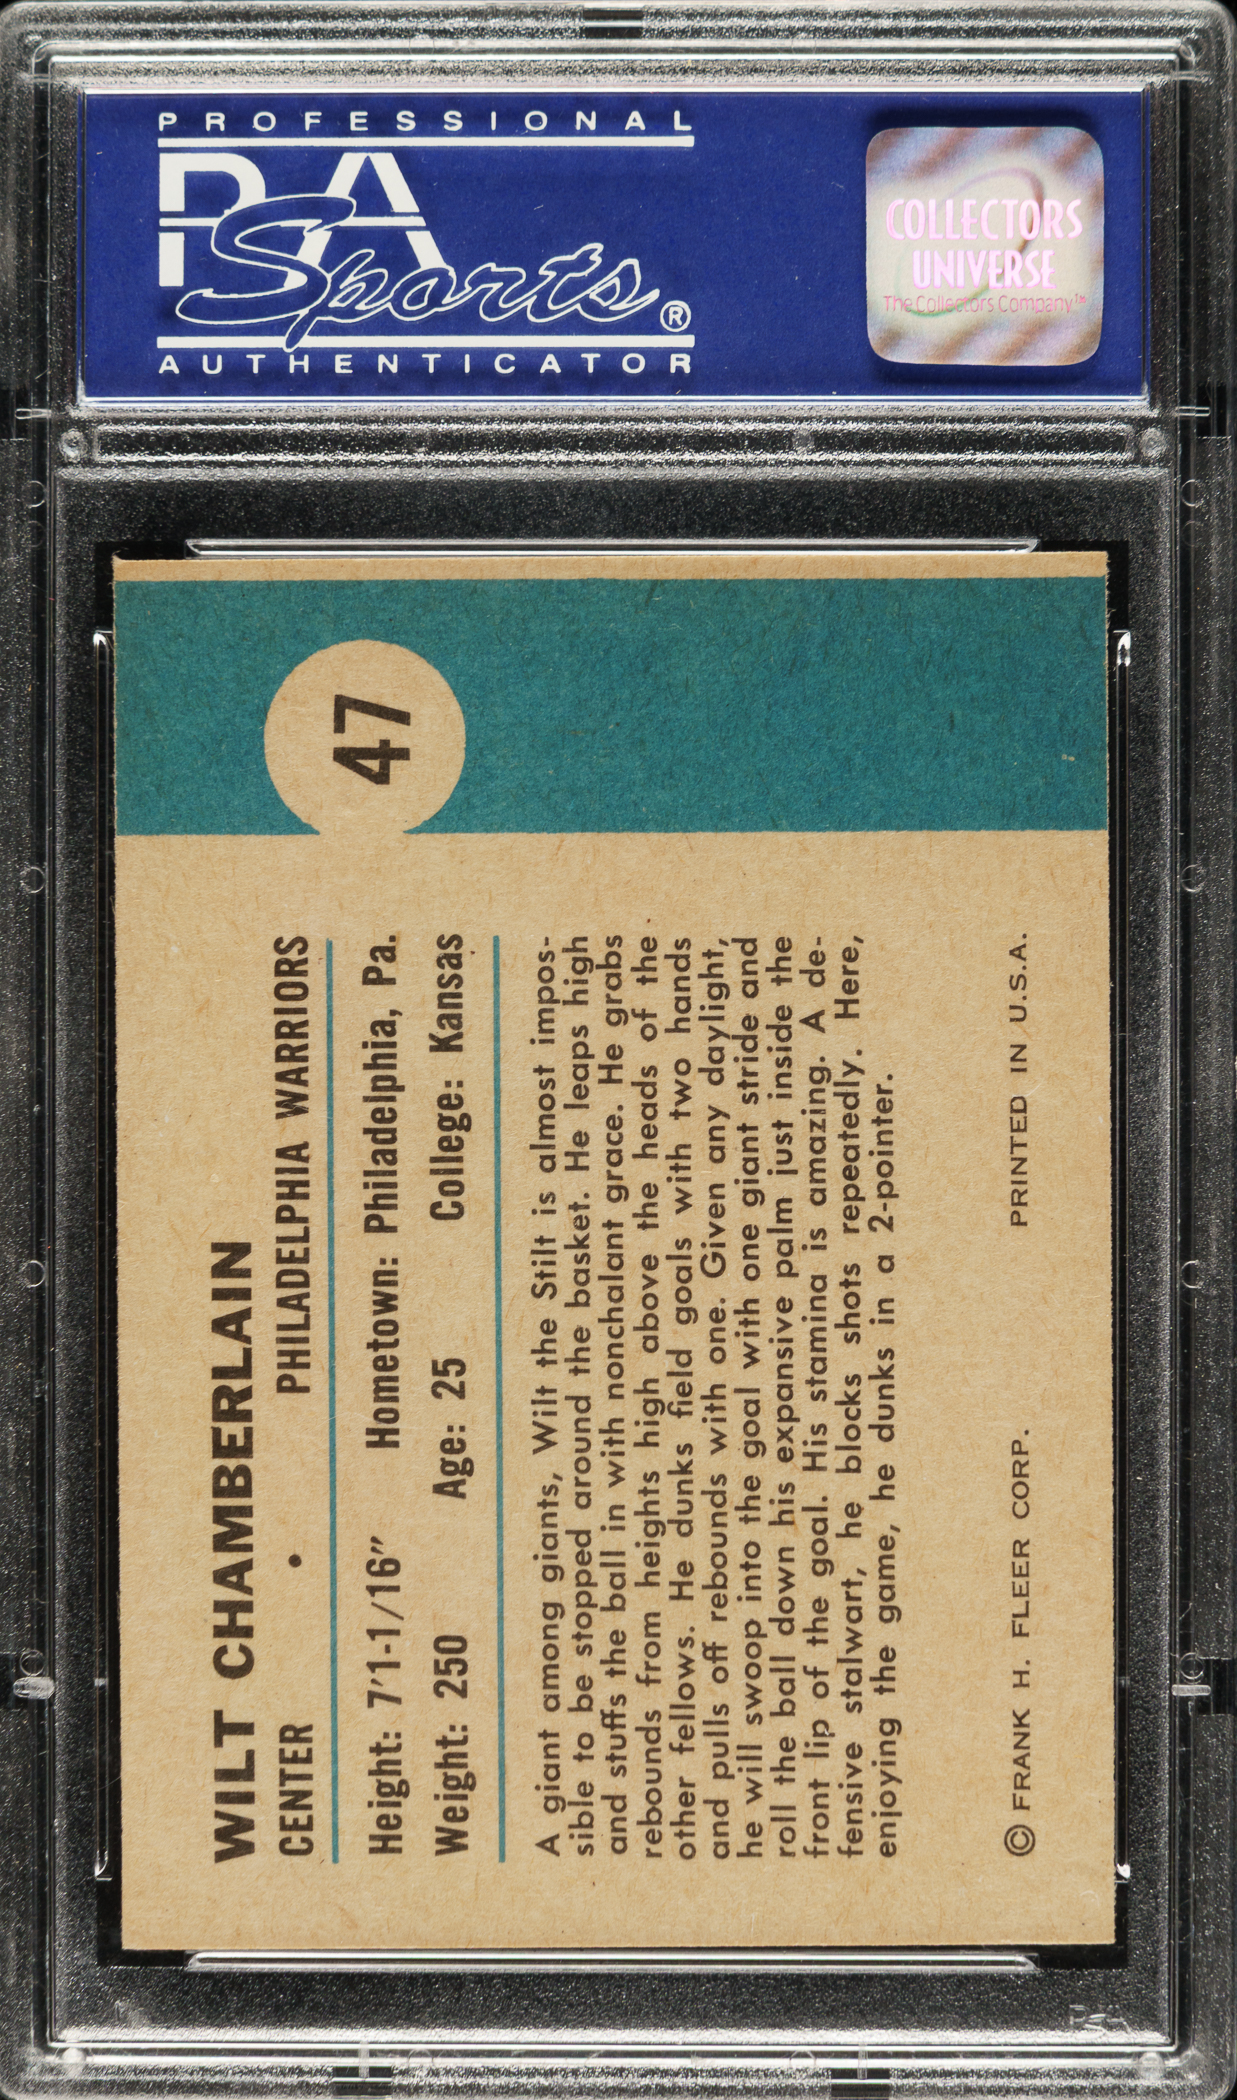 PROFESSIONAL
PSA
Sports®
AUTHENTICATOR
COLLECTORS
UNIVERSE
The Collectors Company™
47
WILT CHAMBERLAIN
CENTER • PHILADELPHIA WARRIORS
Height: 7'1-1/16" Hometown: Philadelphia, Pa.
Weight: 250 Age: 25 College: Kansas
A giant among giants, Wilt the Stilt is almost impos-
sible to be stopped around the basket. He leaps high
and stuffs the ball in with nonchalant grace. He grabs
rebounds from heights high above the heads of the
other fellows. He dunks field goals with two hands
and pulls off rebounds with one. Given any daylight,
he will swoop into the goal with one giant stride and
roll the ball down his expansive palm just inside the
front lip of the goal. His stamina is amazing. A de-
fensive stalwart, he blocks shots repeatedly. Here,
enjoying the game, he dunks in a 2-pointer.
© FRANK H. FLEER CORP. PRINTED IN U.S.A.
PSA